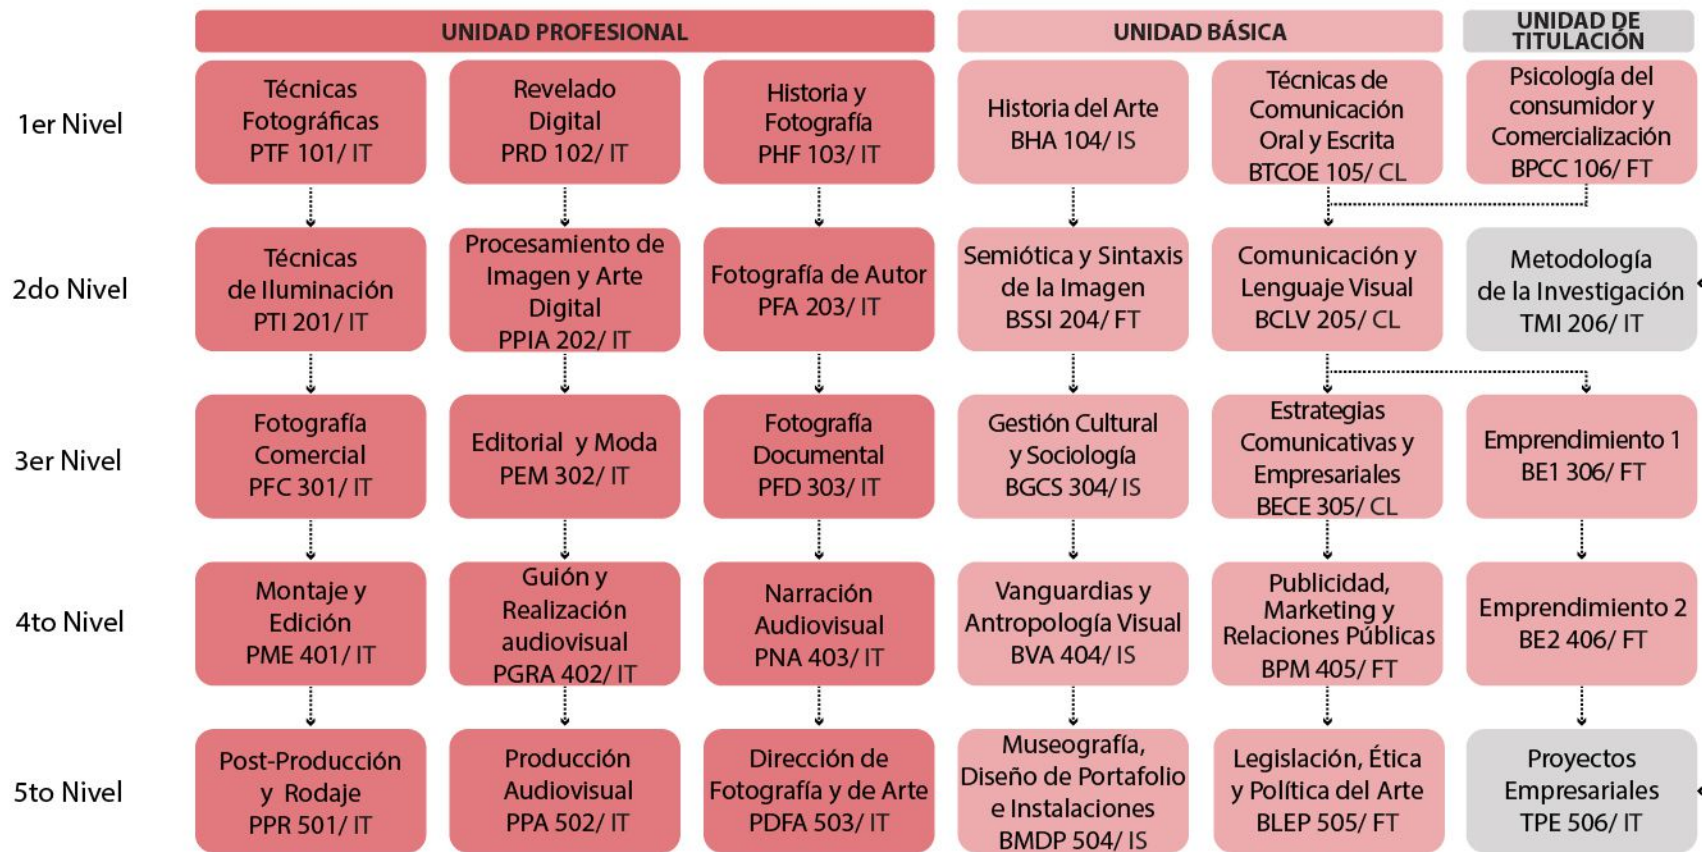 UNIDAD PROFESIONAL
UNIDAD BÁSICA
UNIDAD DE
TITULACIÓN
1er Nivel
Técnicas
Fotográficas
PTF 101/ IT
Revelado
Digital
PRD 102/ IT
Historia y
Fotografía
PHF 103/ IT
Historia del Arte
BHA 104/ IS
Técnicas de
Comunicación
Oral y Escrita
BTCOE 105/ CL
Psicología del
consumidor y
Comercialización
BPCC 106/ FT
2do Nivel
Técnicas
de Iluminación
PTI 201/ IT
Procesamiento de
Imagen y Arte
Digital
PPIA 202/ IT
Fotografía de Autor
PFA 203/ IT
Semiótica y Sintaxis
de la Imagen
BSSI 204/ FT
Comunicación y
Lenguaje Visual
BCLV 205/ CL
Metodología
de la Investigación
TMI 206/ IT
3er Nivel
Fotografía
Comercial
PFC 301/ IT
Editorial y Moda
PEM 302/ IT
Fotografía
Documental
PFD 303/ IT
Gestión Cultural
y Sociología
BGCS 304/ IS
Estrategias
Comunicativas y
Empresariales
BECE 305/ CL
Emprendimiento 1
BE1 306/ FT
4to Nivel
Montaje y
Edición
PME 401/ IT
Guión y
Realización
audiovisual
PGRA 402/ IT
Narración
Audiovisual
PNA 403/ IT
Vanguardias y
Antropología Visual
BVA 404/ IS
Publicidad,
Marketing y
Relaciones Públicas
BPM 405/ FT
Emprendimiento 2
BE2 406/ FT
5to Nivel
Post-Producción
y Rodaje
PPR 501/ IT
Producción
Audiovisual
PPA 502/ IT
Dirección de
Fotografía y de Arte
PDFA 503/ IT
Museografía,
Diseño de Portafolio
e Instalaciones
BMDP 504/ IS
Legislación, Ética
y Política del Arte
BLEP 505/ FT
Proyectos
Empresariales
TPE 506/ IT